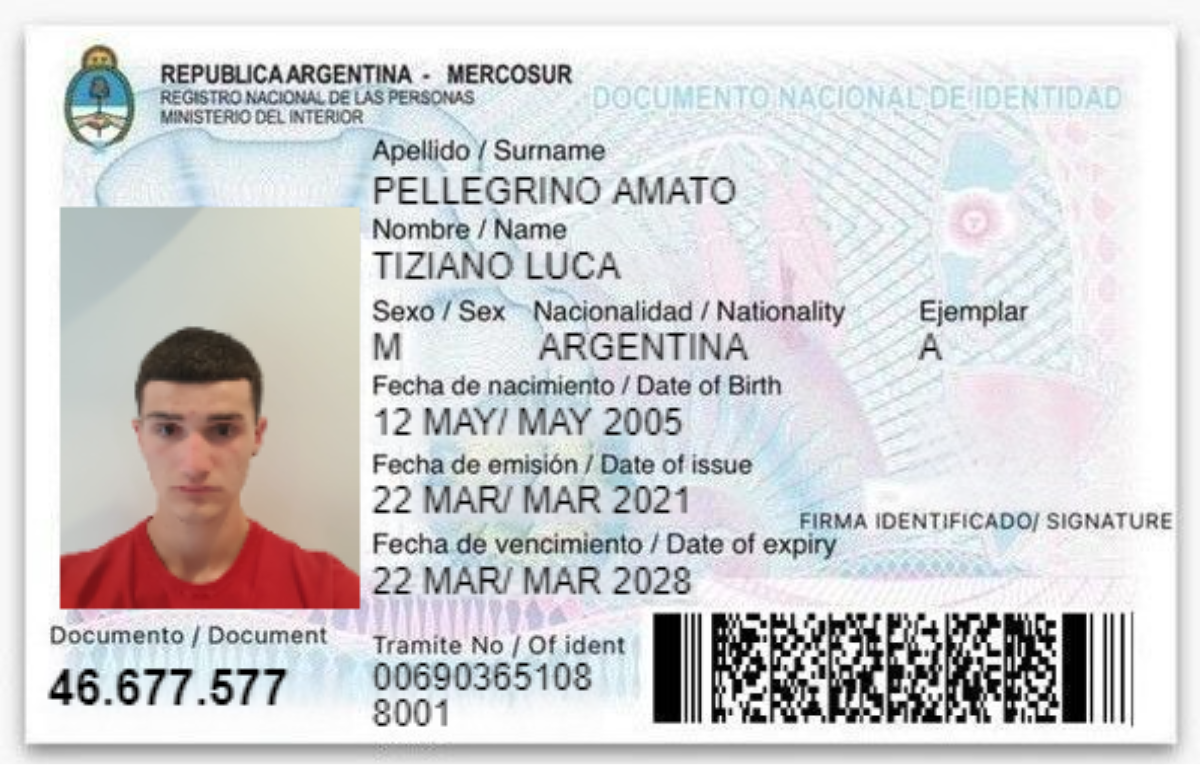 REPUBLICA ARGENTINA - MERCOSUR
REGISTRO NACIONAL DE LAS PERSONAS
MINISTERIO DEL INTERIOR
DOCUMENTO NACIONAL DE IDENTIDAD
Apellido / Surname
PELLEGRINO AMATO
Nombre / Name
TIZIANO LUCA
Sexo / Sex Nacionalidad / Nationality Ejemplar
M ARGENTINA A
Fecha de nacimiento / Date of Birth
12 MAY/ MAY 2005
Fecha de emisión / Date of issue
22 MAR/ MAR 2021
FIRMA IDENTIFICADO/ SIGNATURE
Fecha de vencimiento / Date of expiry
22 MAR/ MAR 2028
Documento / Document
46.677.577
Tramite No / Of ident
00690365108
8001